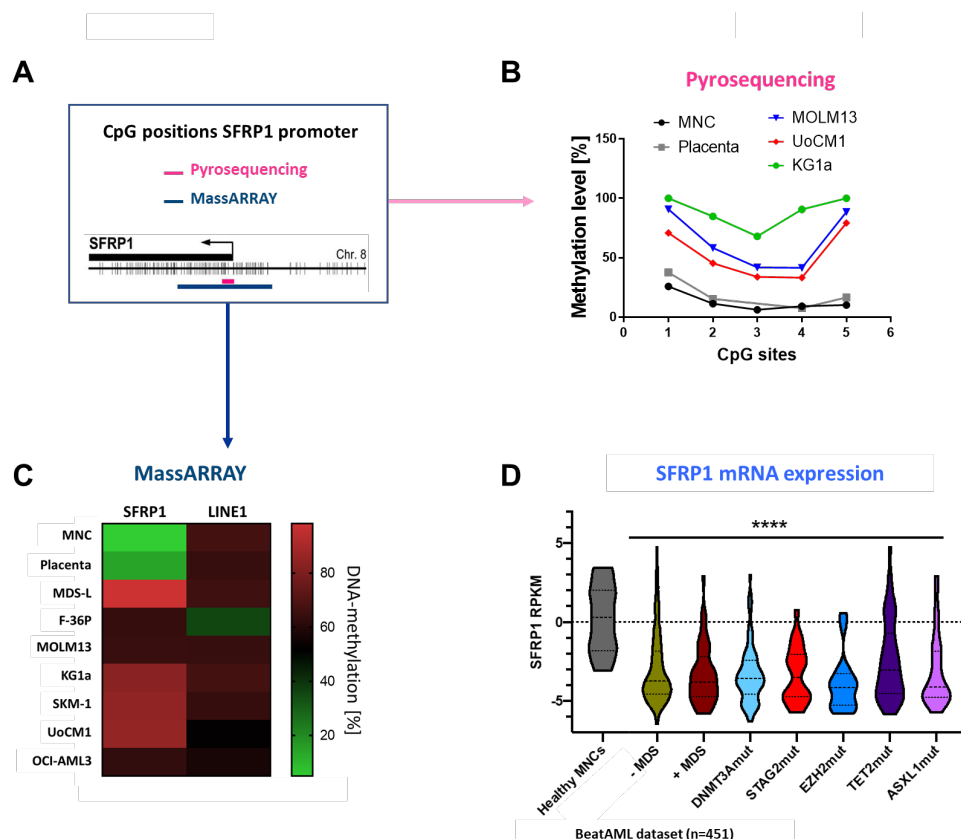 A
CpG positions SFRP1 promoter
Pyrosequencing
MassARRAY
SFRP1
Chr. 8
B
Pyrosequencing
MNC
Placenta
MOLM13
UoCM1
KG1a
Methylation level [%]
150
100
50
0
0 1 2 3 4 5 6
CpG sites
C
MassARRAY
SFRP1 LINE1
MNC
Placenta
MDS-L
F-36P
MOLM13
KG1a
SKM-1
UoCM1
OCI-AML3
80
60
40
20
DNA-methylation [%]
D
SFRP1 mRNA expression
****
SFRP1 RPKM
5
0
-5
Healthy MNCs
- MDS
+ MDS
DNMT3Amut
STAG2mut
EZH2mut
TET2mut
ASXL1mut
BeatAML dataset (n=451)